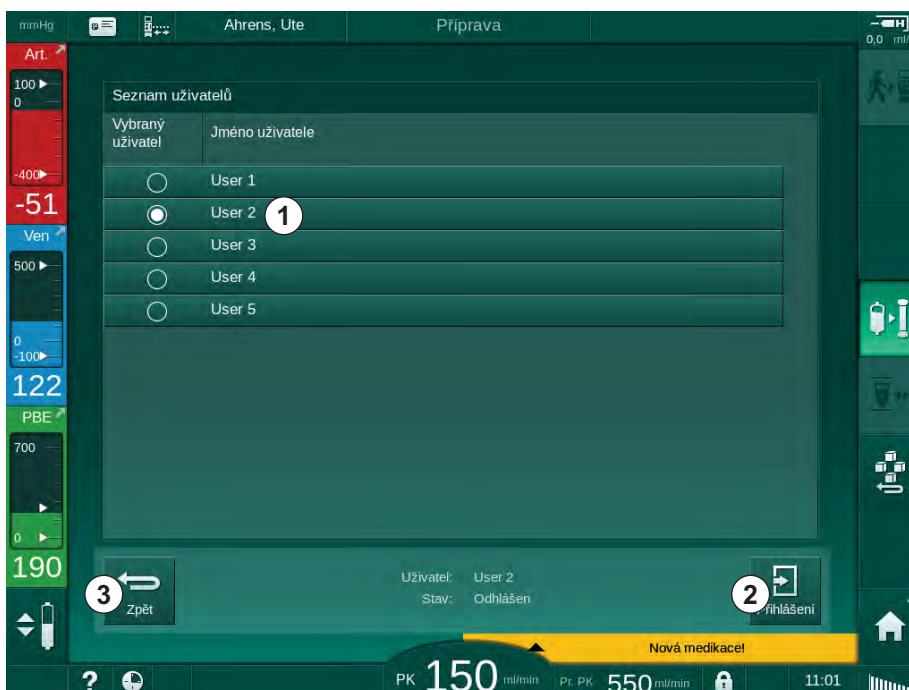 mmHg
Ahrens, Ute
Příprava
0,0 ml/
Art.
100
0
-400
-51
Ven
500
0
-100
122
PBE
700
0
190
Seznam uživatelů
Vybraný uživatel
Jméno uživatele
User 1
User 2
1
User 3
User 4
User 5
3
Zpět
Uživatel: User 2
Stav: Odhlášen
2
Přihlášení
Nová medikace!
?
PK 150 ml/min
Pr. PK 550 ml/min
11:01